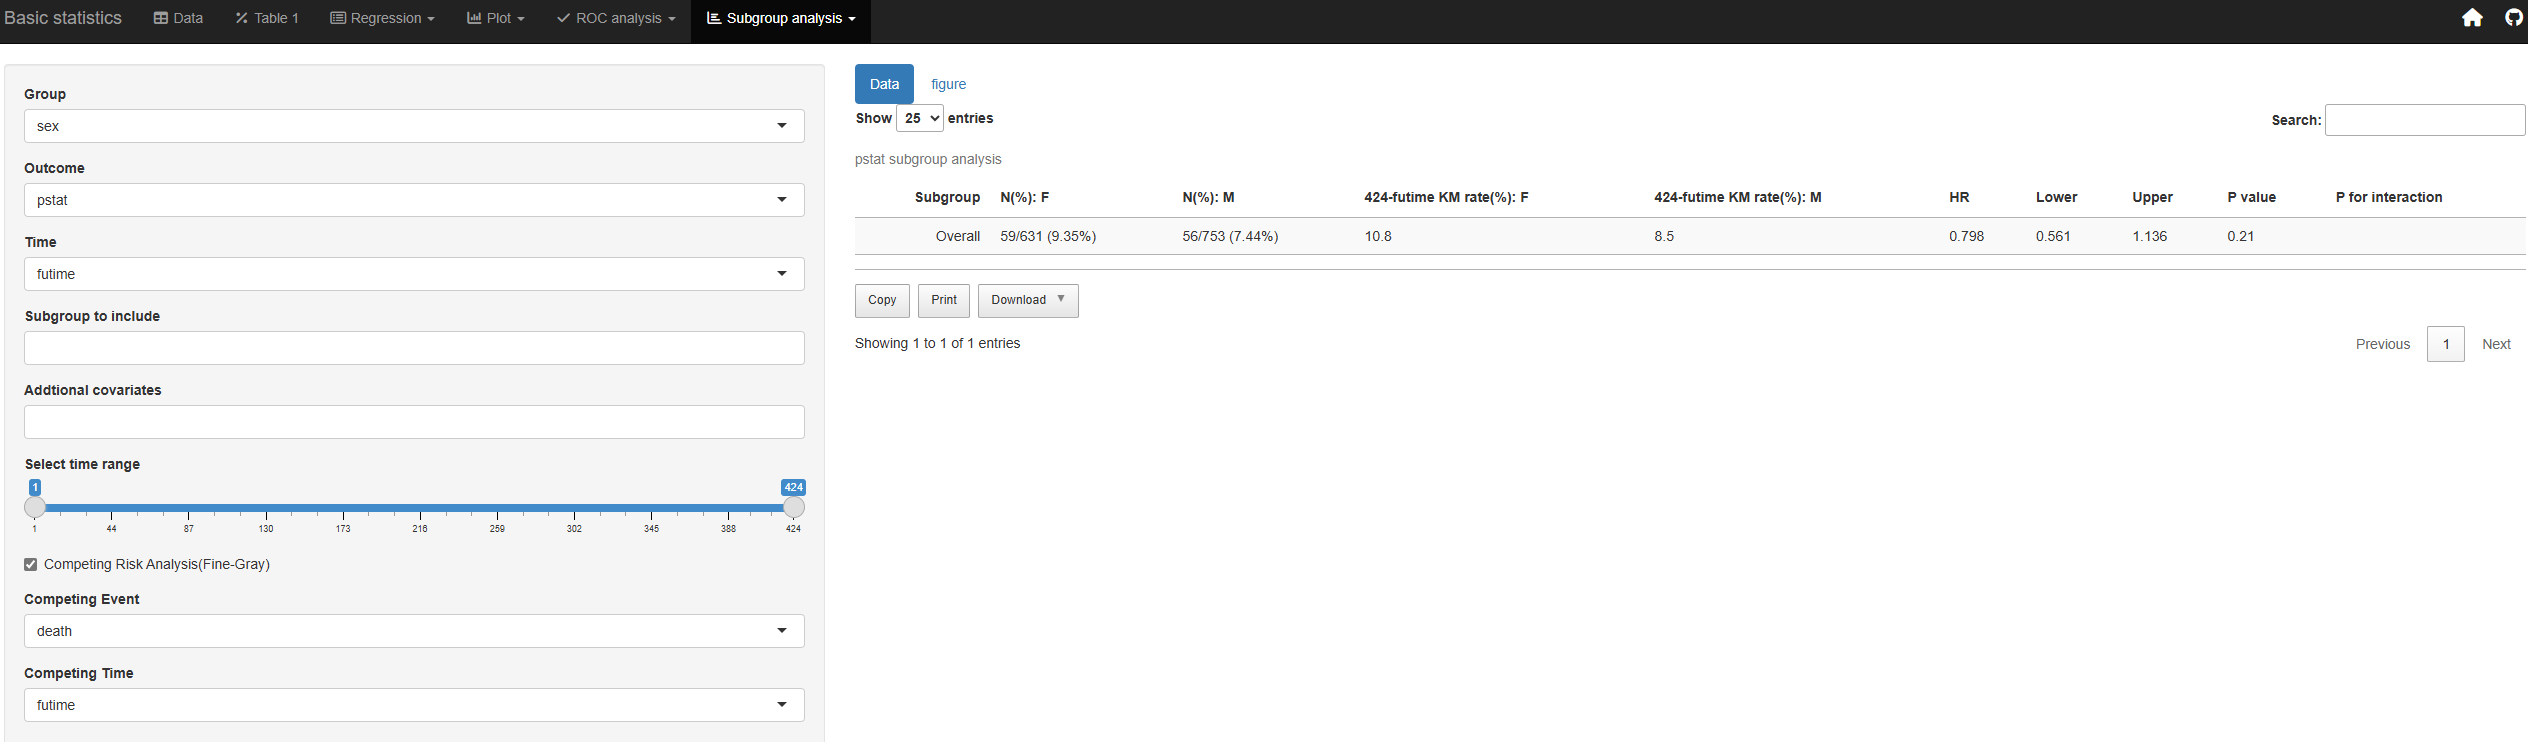 Basic statistics Data Table 1 Regression Plot ROC analysis Subgroup analysis
Group
sex
Outcome
pstat
Time
futime
Subgroup to include
Addtional covariates
Select time range
1 424
1 44 87 130 173 216 259 302 345 388 424
Competing Risk Analysis(Fine-Gray)
Competing Event
death
Competing Time
futime
Data figure
Show 25 entries Search:
pstat subgroup analysis
Subgroup N(%): F N(%): M 424-futime KM rate(%): F 424-futime KM rate(%): M HR Lower Upper P value P for interaction
Overall 59/631 (9.35%) 56/753 (7.44%) 10.8 8.5 0.798 0.561 1.136 0.21
Copy Print Download
Showing 1 to 1 of 1 entries Previous 1 Next